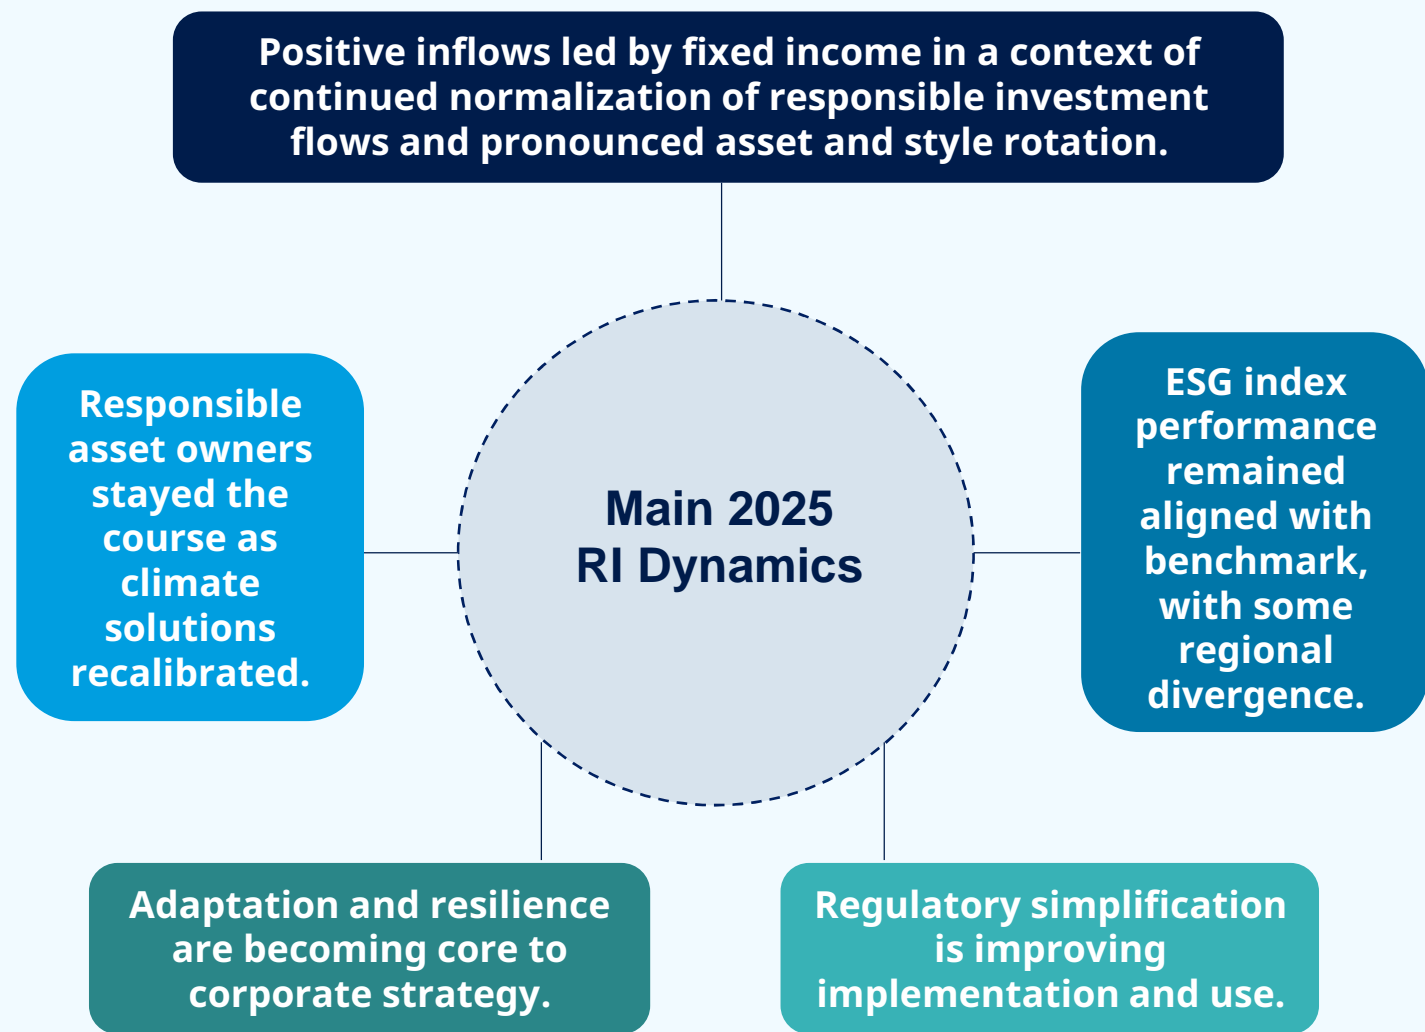 Positive inflows led by fixed income in a context of
continued normalization of responsible investment
flows and pronounced asset and style rotation.
Responsible
asset owners
stayed the
course as
climate
solutions
recalibrated.
Main 2025
RI Dynamics
ESG index
performance
remained
aligned with
benchmark,
with some
regional
divergence.
Adaptation and resilience
are becoming core to
corporate strategy.
Regulatory simplification
is improving
implementation and use.